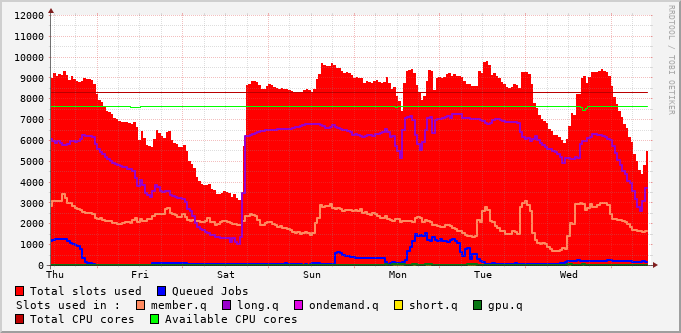 12000
11000
10000
9000
8000
7000
6000
5000
4000
3000
2000
1000
0
Thu Fri Sat Sun Mon Tue Wed
Total slots used Queued Jobs
Slots used in : member.q long.q ondemand.q short.q gpu.q
Total CPU cores Available CPU cores
RRDTOOL / TOBI OETIKER